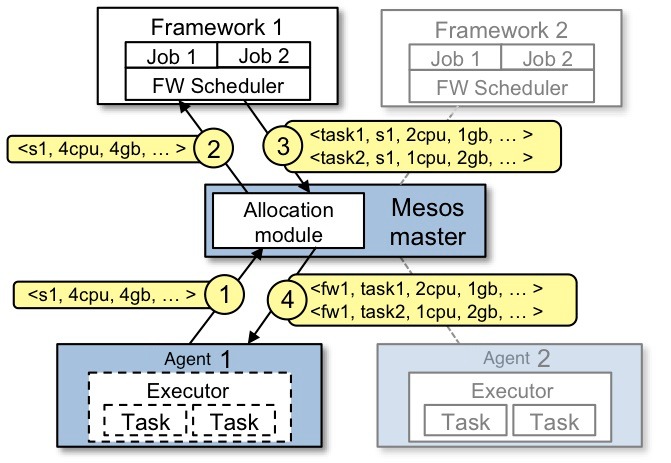 Framework 1
Job 1 Job 2
FW Scheduler
Framework 2
Job 1 Job 2
FW Scheduler
<s1, 4cpu, 4gb, ... >
2
3
<task1, s1, 2cpu, 1gb, ... >
<task2, s1, 1cpu, 2gb, ... >
Allocation
module
Mesos
master
<s1, 4cpu, 4gb, ... >
1
4
<fw1, task1, 2cpu, 1gb, ... >
<fw1, task2, 1cpu, 2gb, ... >
Agent 1
Executor
Task Task
Agent 2
Executor
Task Task